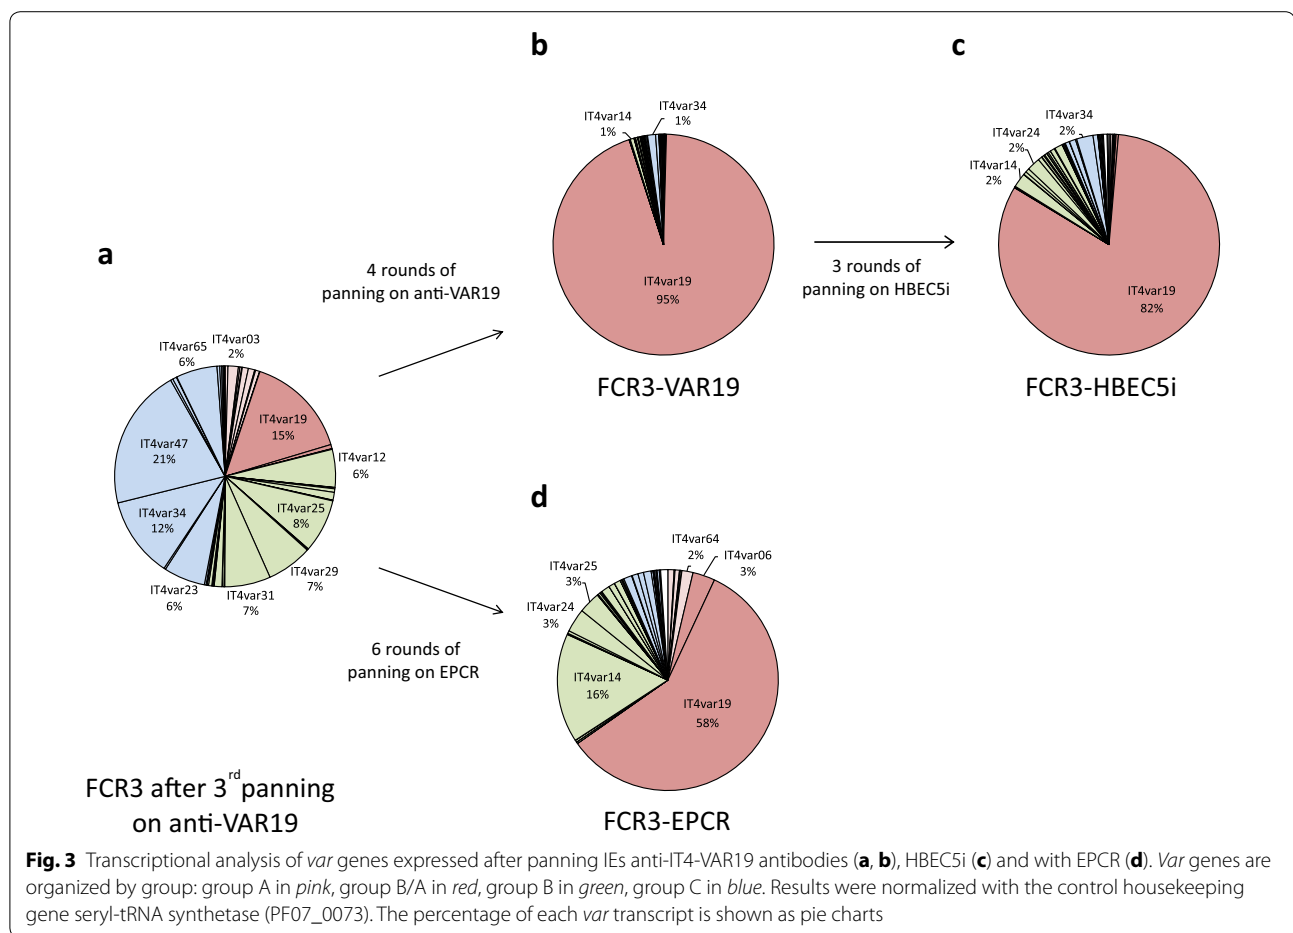 b
c
IT4var14
1%
IT4var34
1%
IT4var19
95%
FCR3-VAR19
IT4var34
2%
IT4var24
2%
IT4var14
2%
IT4var19
82%
FCR3-HBEC5i
4 rounds of
panning on anti-VAR19
3 rounds of
panning on HBEC5i
a
IT4var65
6%
IT4var03
2%
IT4var19
15%
IT4var47
21%
IT4var12
6%
IT4var25
8%
IT4var34
12%
IT4var29
7%
IT4var23
6%
IT4var31
7%
FCR3 after 3rd panning
on anti-VAR19
6 rounds of
panning on EPCR
d
IT4var64
2%
IT4var06
3%
IT4var25
3%
IT4var24
3%
IT4var14
16%
IT4var19
58%
FCR3-EPCR
Fig. 3 Transcriptional analysis of var genes expressed after panning IEs anti-IT4-VAR19 antibodies (a, b), HBEC5i (c) and with EPCR (d). Var genes are
organized by group: group A in pink, group B/A in red, group B in green, group C in blue. Results were normalized with the control housekeeping
gene seryl-tRNA synthetase (PF07_0073). The percentage of each var transcript is shown as pie charts